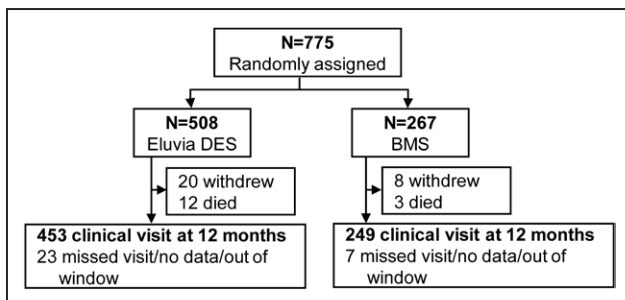 N=775
Randomly assigned
N=508
Eluvia DES
N=267
BMS
20 withdrew
12 died
8 withdrew
3 died
453 clinical visit at 12 months
23 missed visit/no data/out of
window
249 clinical visit at 12 months
7 missed visit/no data/out of
window